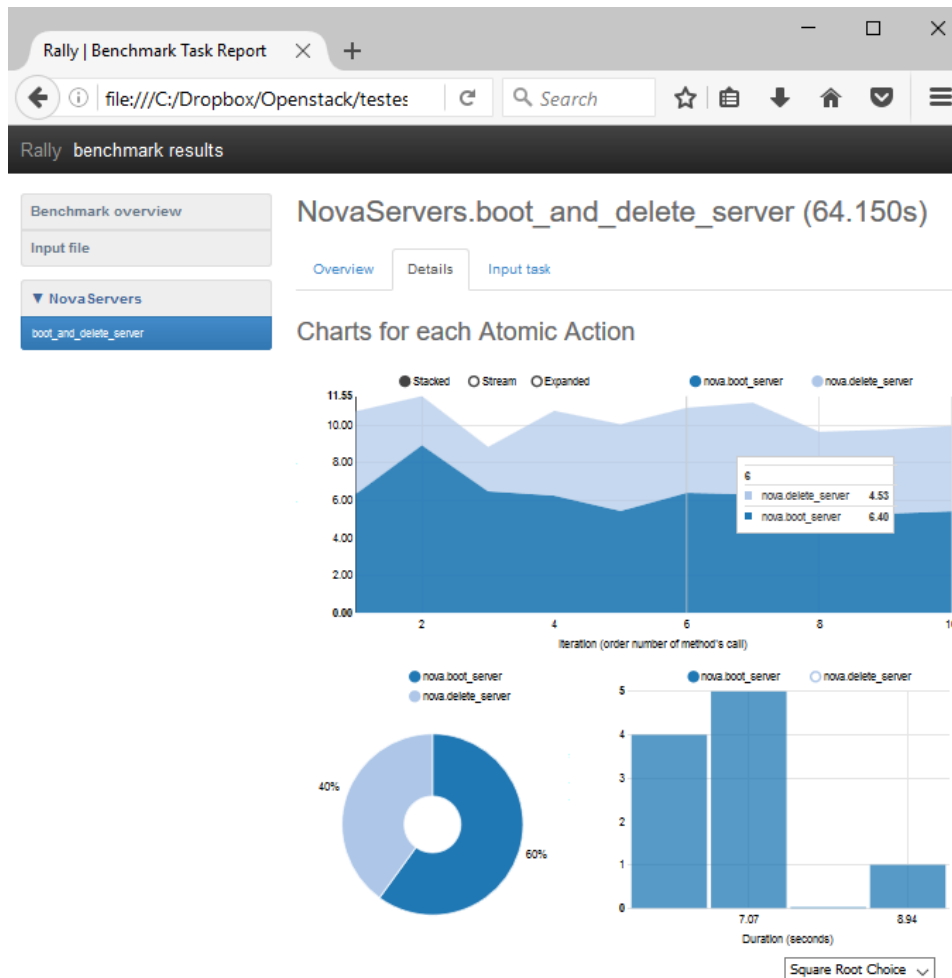 Rally | Benchmark Task Report
file:///C:/Dropbox/Openstack/testes
Search
Rally benchmark results
Benchmark overview
Input file
▼ NovaServers
boot_and_delete_server
NovaServers.boot_and_delete_server (64.150s)
Overview Details Input task
Charts for each Atomic Action
Stacked Stream Expanded nova.boot_server nova.delete_server
11.55
10.00
8.00
6.00
4.00
2.00
0.00
6
nova.delete_server 4.53
nova.boot_server 6.40
2 4 6 8
Iteration (order number of method's call)
nova.boot_server
nova.delete_server
40%
60%
nova.boot_server nova.delete_server
5
4
3
2
1
0
7.07 8.94
Duration (seconds)
Square Root Choice